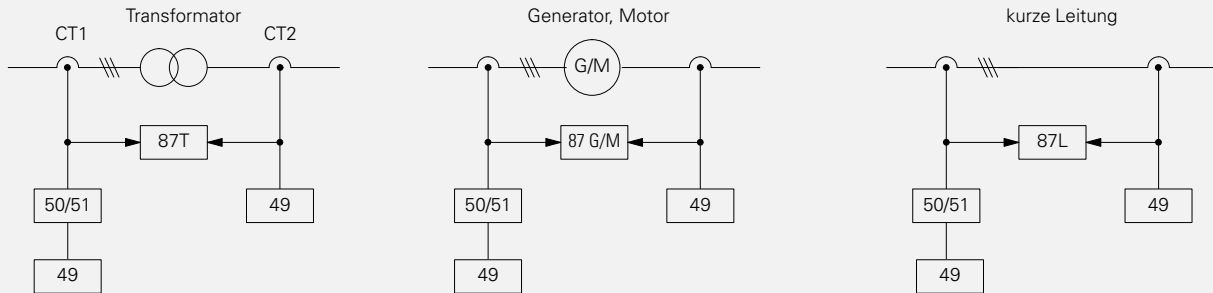 Transformator
CT1
CT2
87T
50/51
49
49
Generator, Motor
G/M
87 G/M
50/51
49
49
kurze Leitung
87L
50/51
49
49